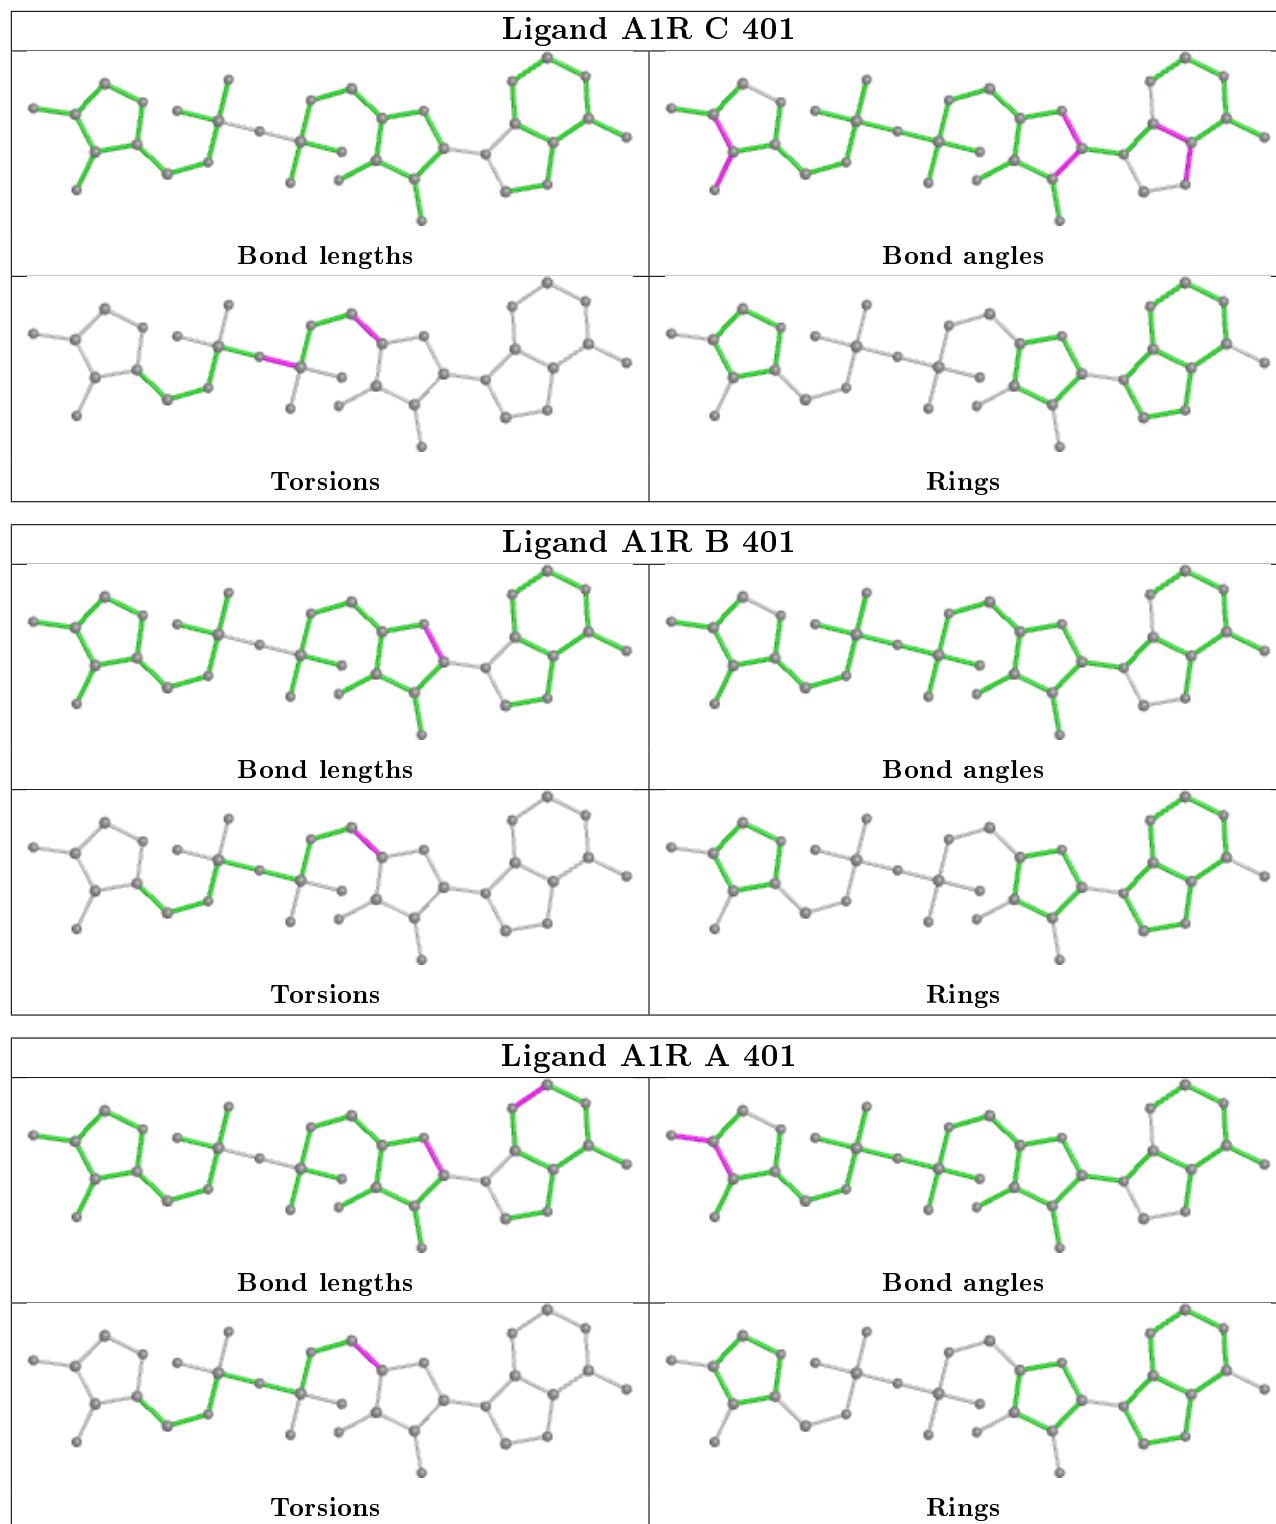 Ligand A1R C 401
Bond lengths
Bond angles
Torsions
Rings
Ligand A1R B 401
Bond lengths
Bond angles
Torsions
Rings
Ligand A1R A 401
Bond lengths
Bond angles
Torsions
Rings